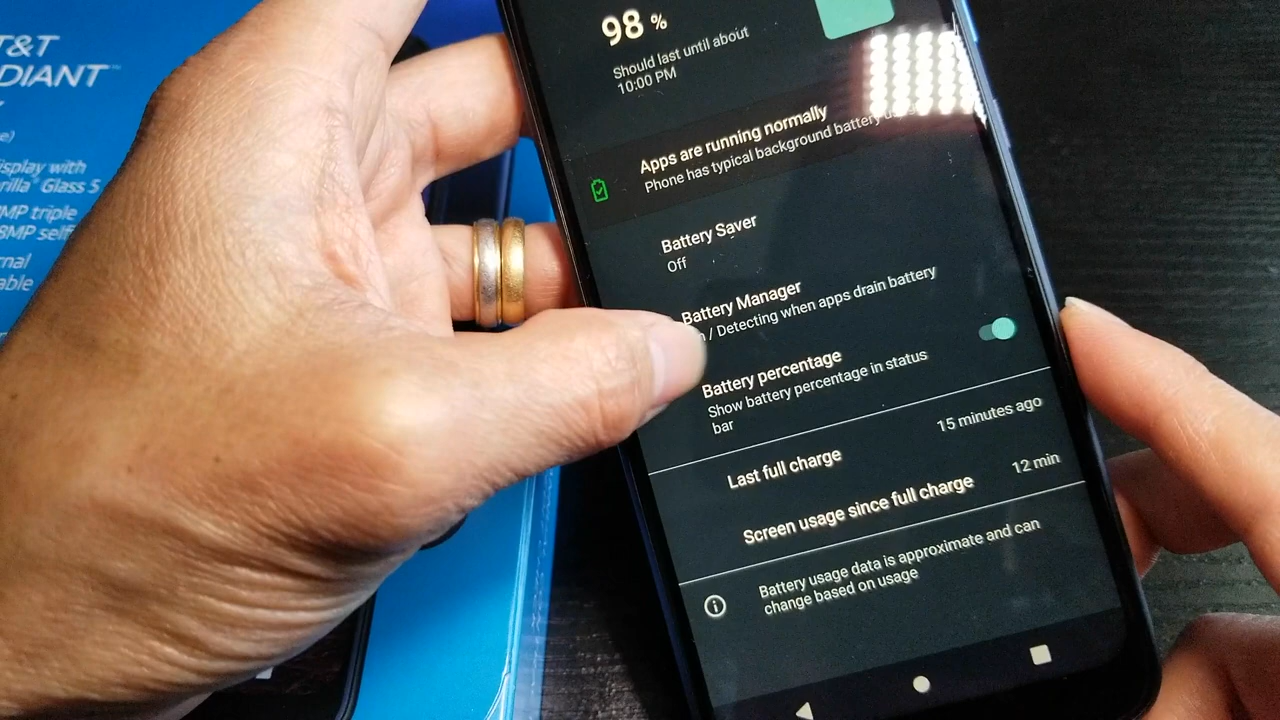 T&T
DIANT™
e)
isplay with
rilla® Glass 5
MP triple
8MP self
rnal
able
98 %
Should last until about
10:00 PM
Apps are running normally
Phone has typical background battery
Battery Saver
Off
Battery Manager
n / Detecting when apps drain battery
Battery percentage
Show battery percentage in status
bar
Last full charge
15 minutes ago
Screen usage since full charge
12 min
Battery usage data is approximate and can
change based on usage